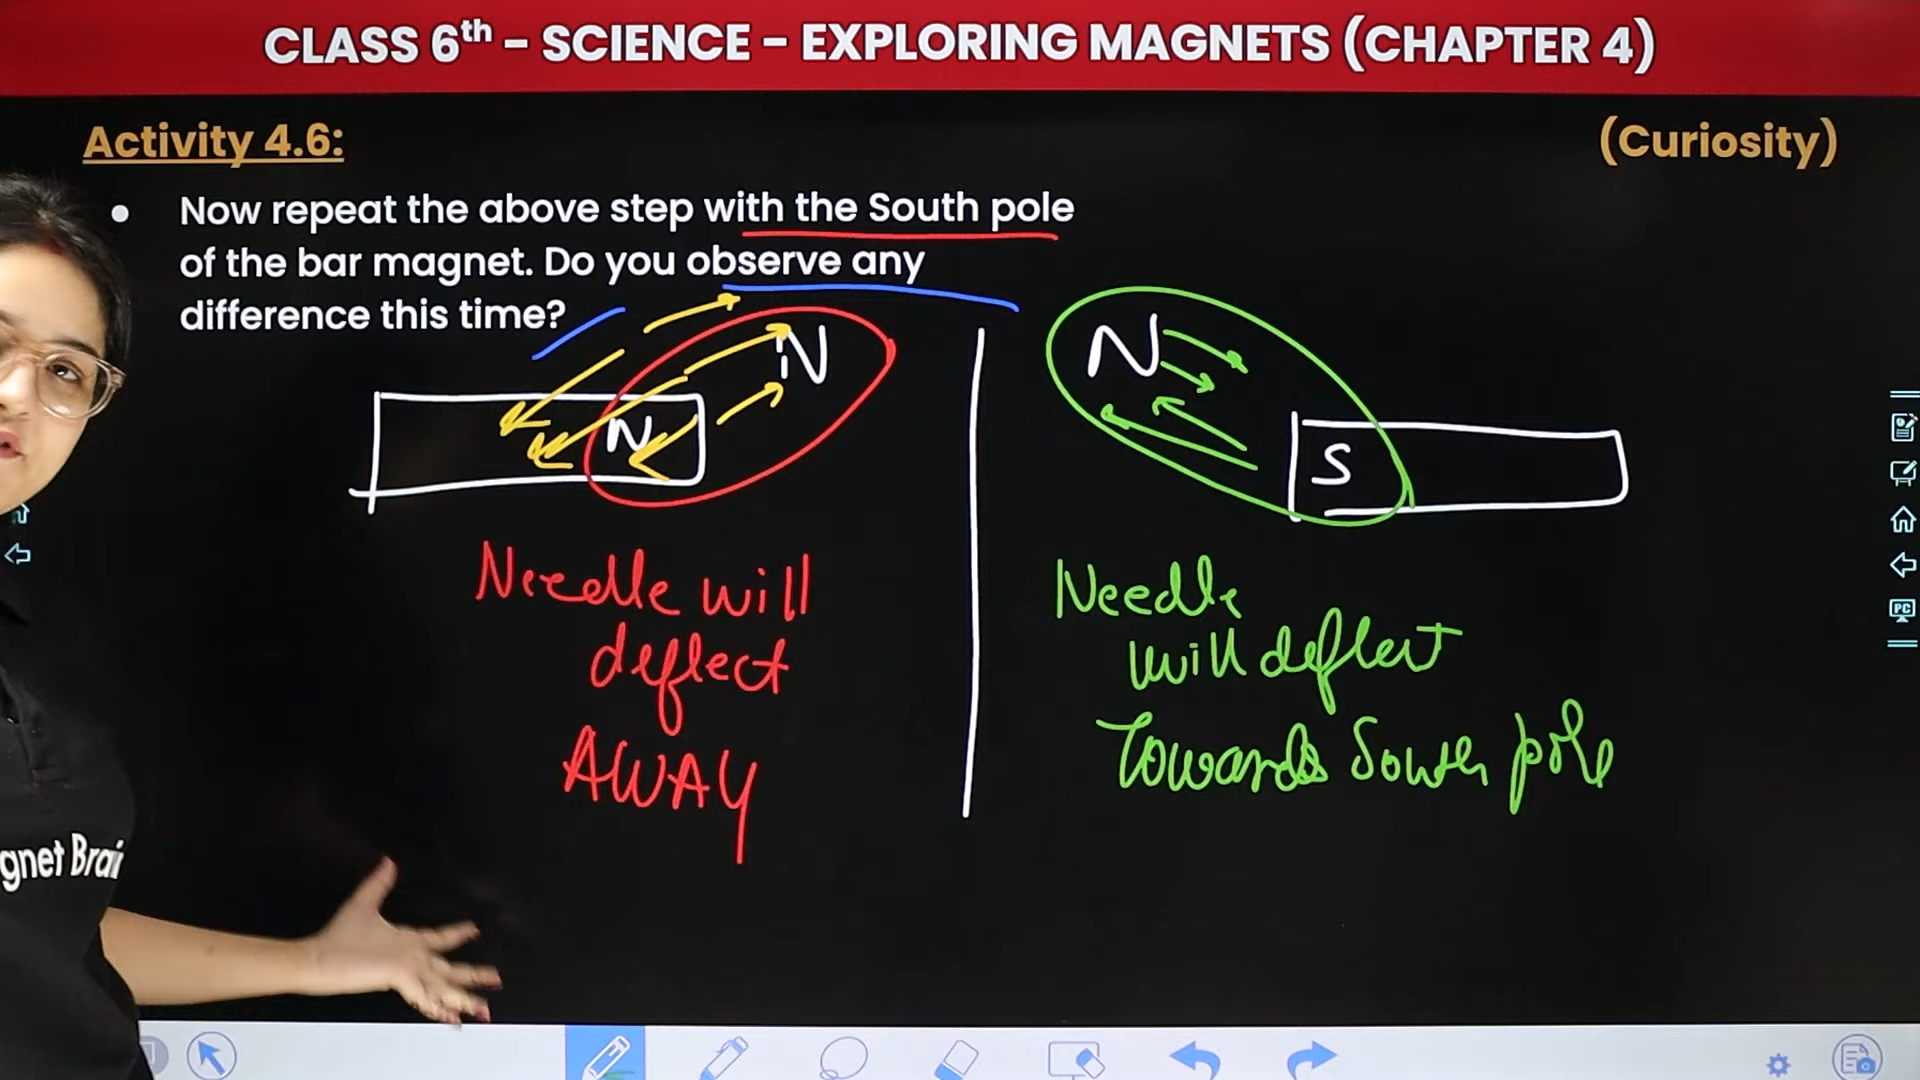 CLASS 6th - SCIENCE - EXPLORING MAGNETS (CHAPTER 4)
Activity 4.6:
(Curiosity)
• Now repeat the above step with the South pole
of the bar magnet. Do you observe any
difference this time?
N
N
N
S
Needle will
deflect
AWAY
Needle
will deflect
Towards South pole
gnet Brai
PC